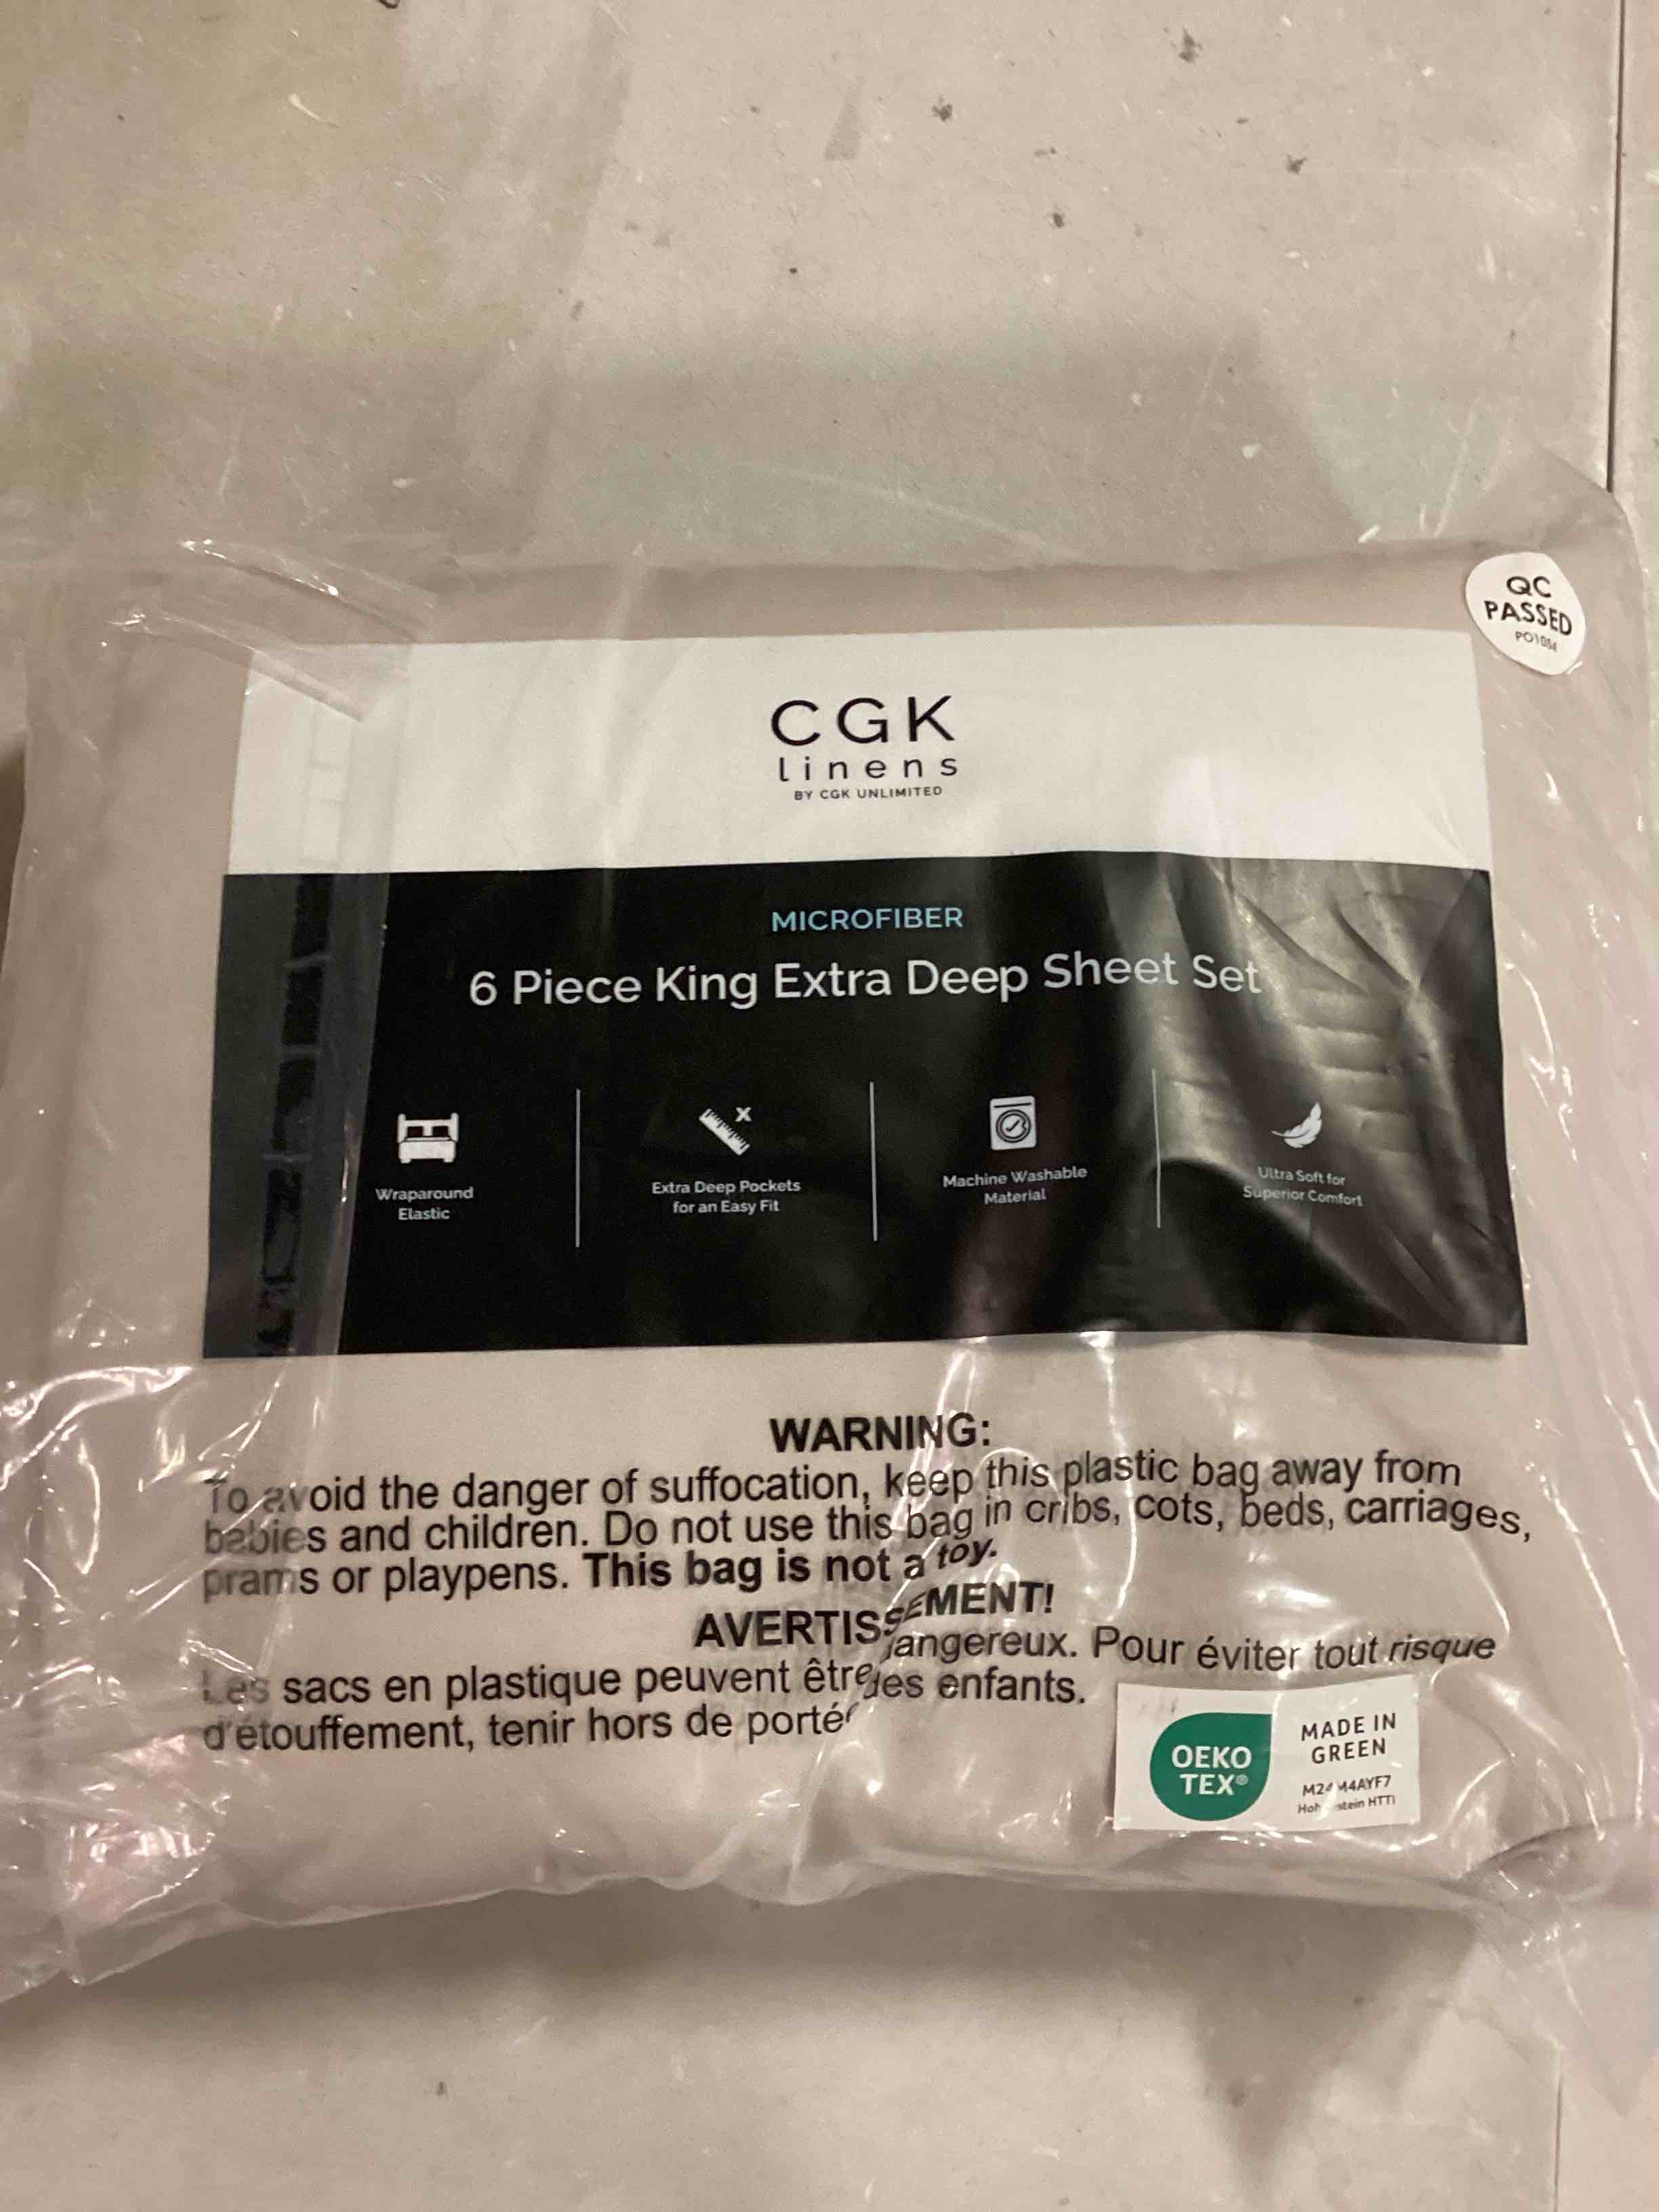 QC
PASSED
PO1054
CGK
linens
BY CGK UNLIMITED
MICROFIBER
6 Piece King Extra Deep Sheet Set
Wraparound
Elastic
X
Extra Deep Pockets
for an Easy Fit
Machine Washable
Material
Ultra Soft for
Superior Comfort
WARNING:
To avoid the danger of suffocation, keep this plastic bag away from
babies and children. Do not use this bag in cribs, cots, beds, carriages,
prams or playpens. This bag is not a toy.
AVERTISSEMENT!
Les sacs en plastique peuvent être dangereux. Pour éviter tout risque
d'étouffement, tenir hors de portée des enfants.
OEKO
TEX®
MADE IN
GREEN
HTTI